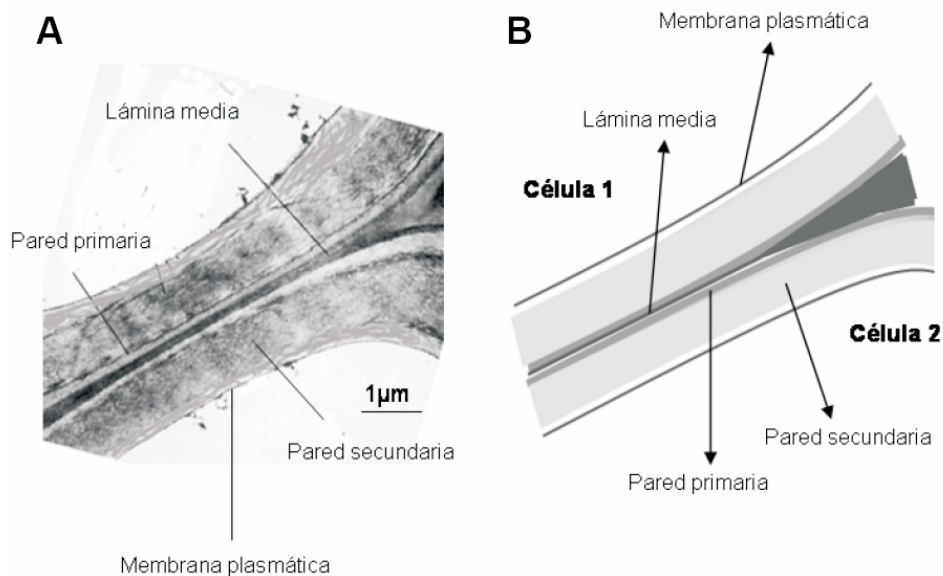 A
Lámina media
Pared primaria
1µm
Pared secundaria
Membrana plasmática
B
Membrana plasmática
Lámina media
Célula 1
Célula 2
Pared secundaria
Pared primaria